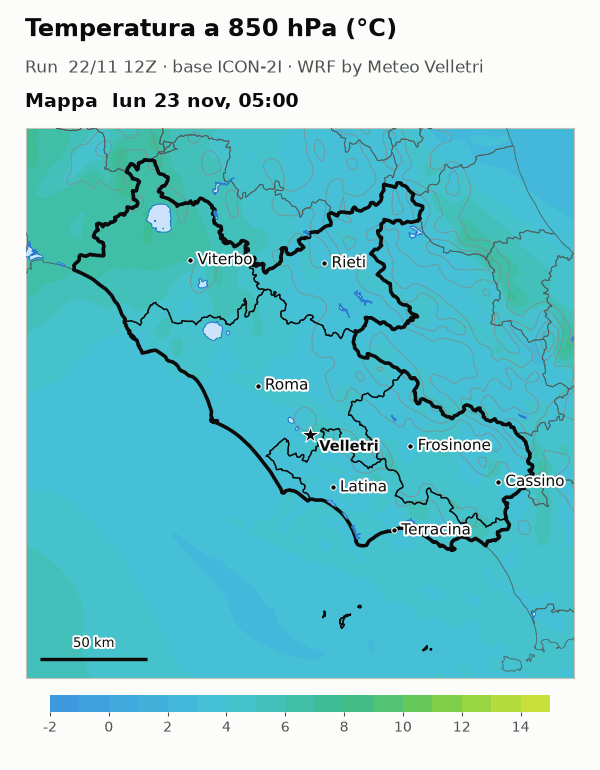 Temperatura a 850 hPa (°C)
Run  22/11 12Z · base ICON-2I · WRF by Meteo Velletri
Mappa  lun 23 nov, 05:00
Viterbo
Rieti
Roma
Velletri
Frosinone
Latina
Cassino
Terracina
50 km
-2 0 2 4 6 8 10 12 14